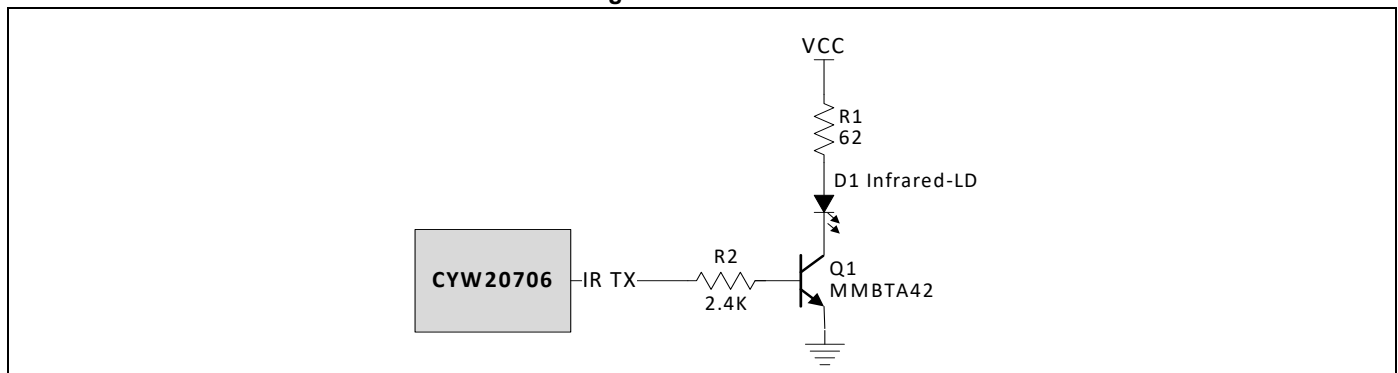 VCC
R1
62
D1 Infrared-LD
CYW20706
IR TX
R2
2.4K
Q1
MMBTA42